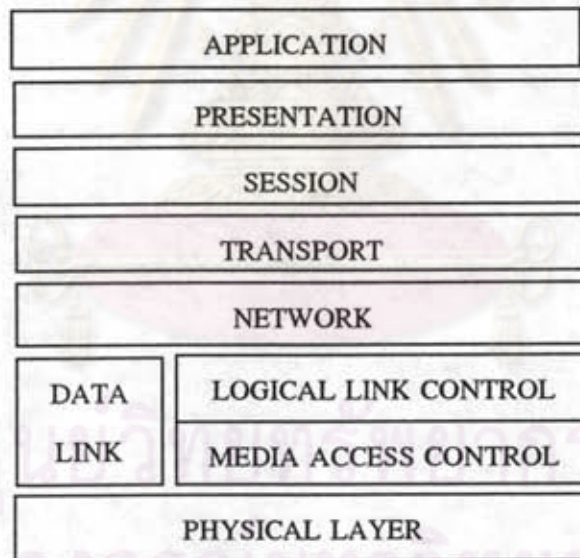 APPLICATION
PRESENTATION
SESSION
TRANSPORT
NETWORK
DATA
LINK
LOGICAL LINK CONTROL
MEDIA ACCESS CONTROL
PHYSICAL LAYER